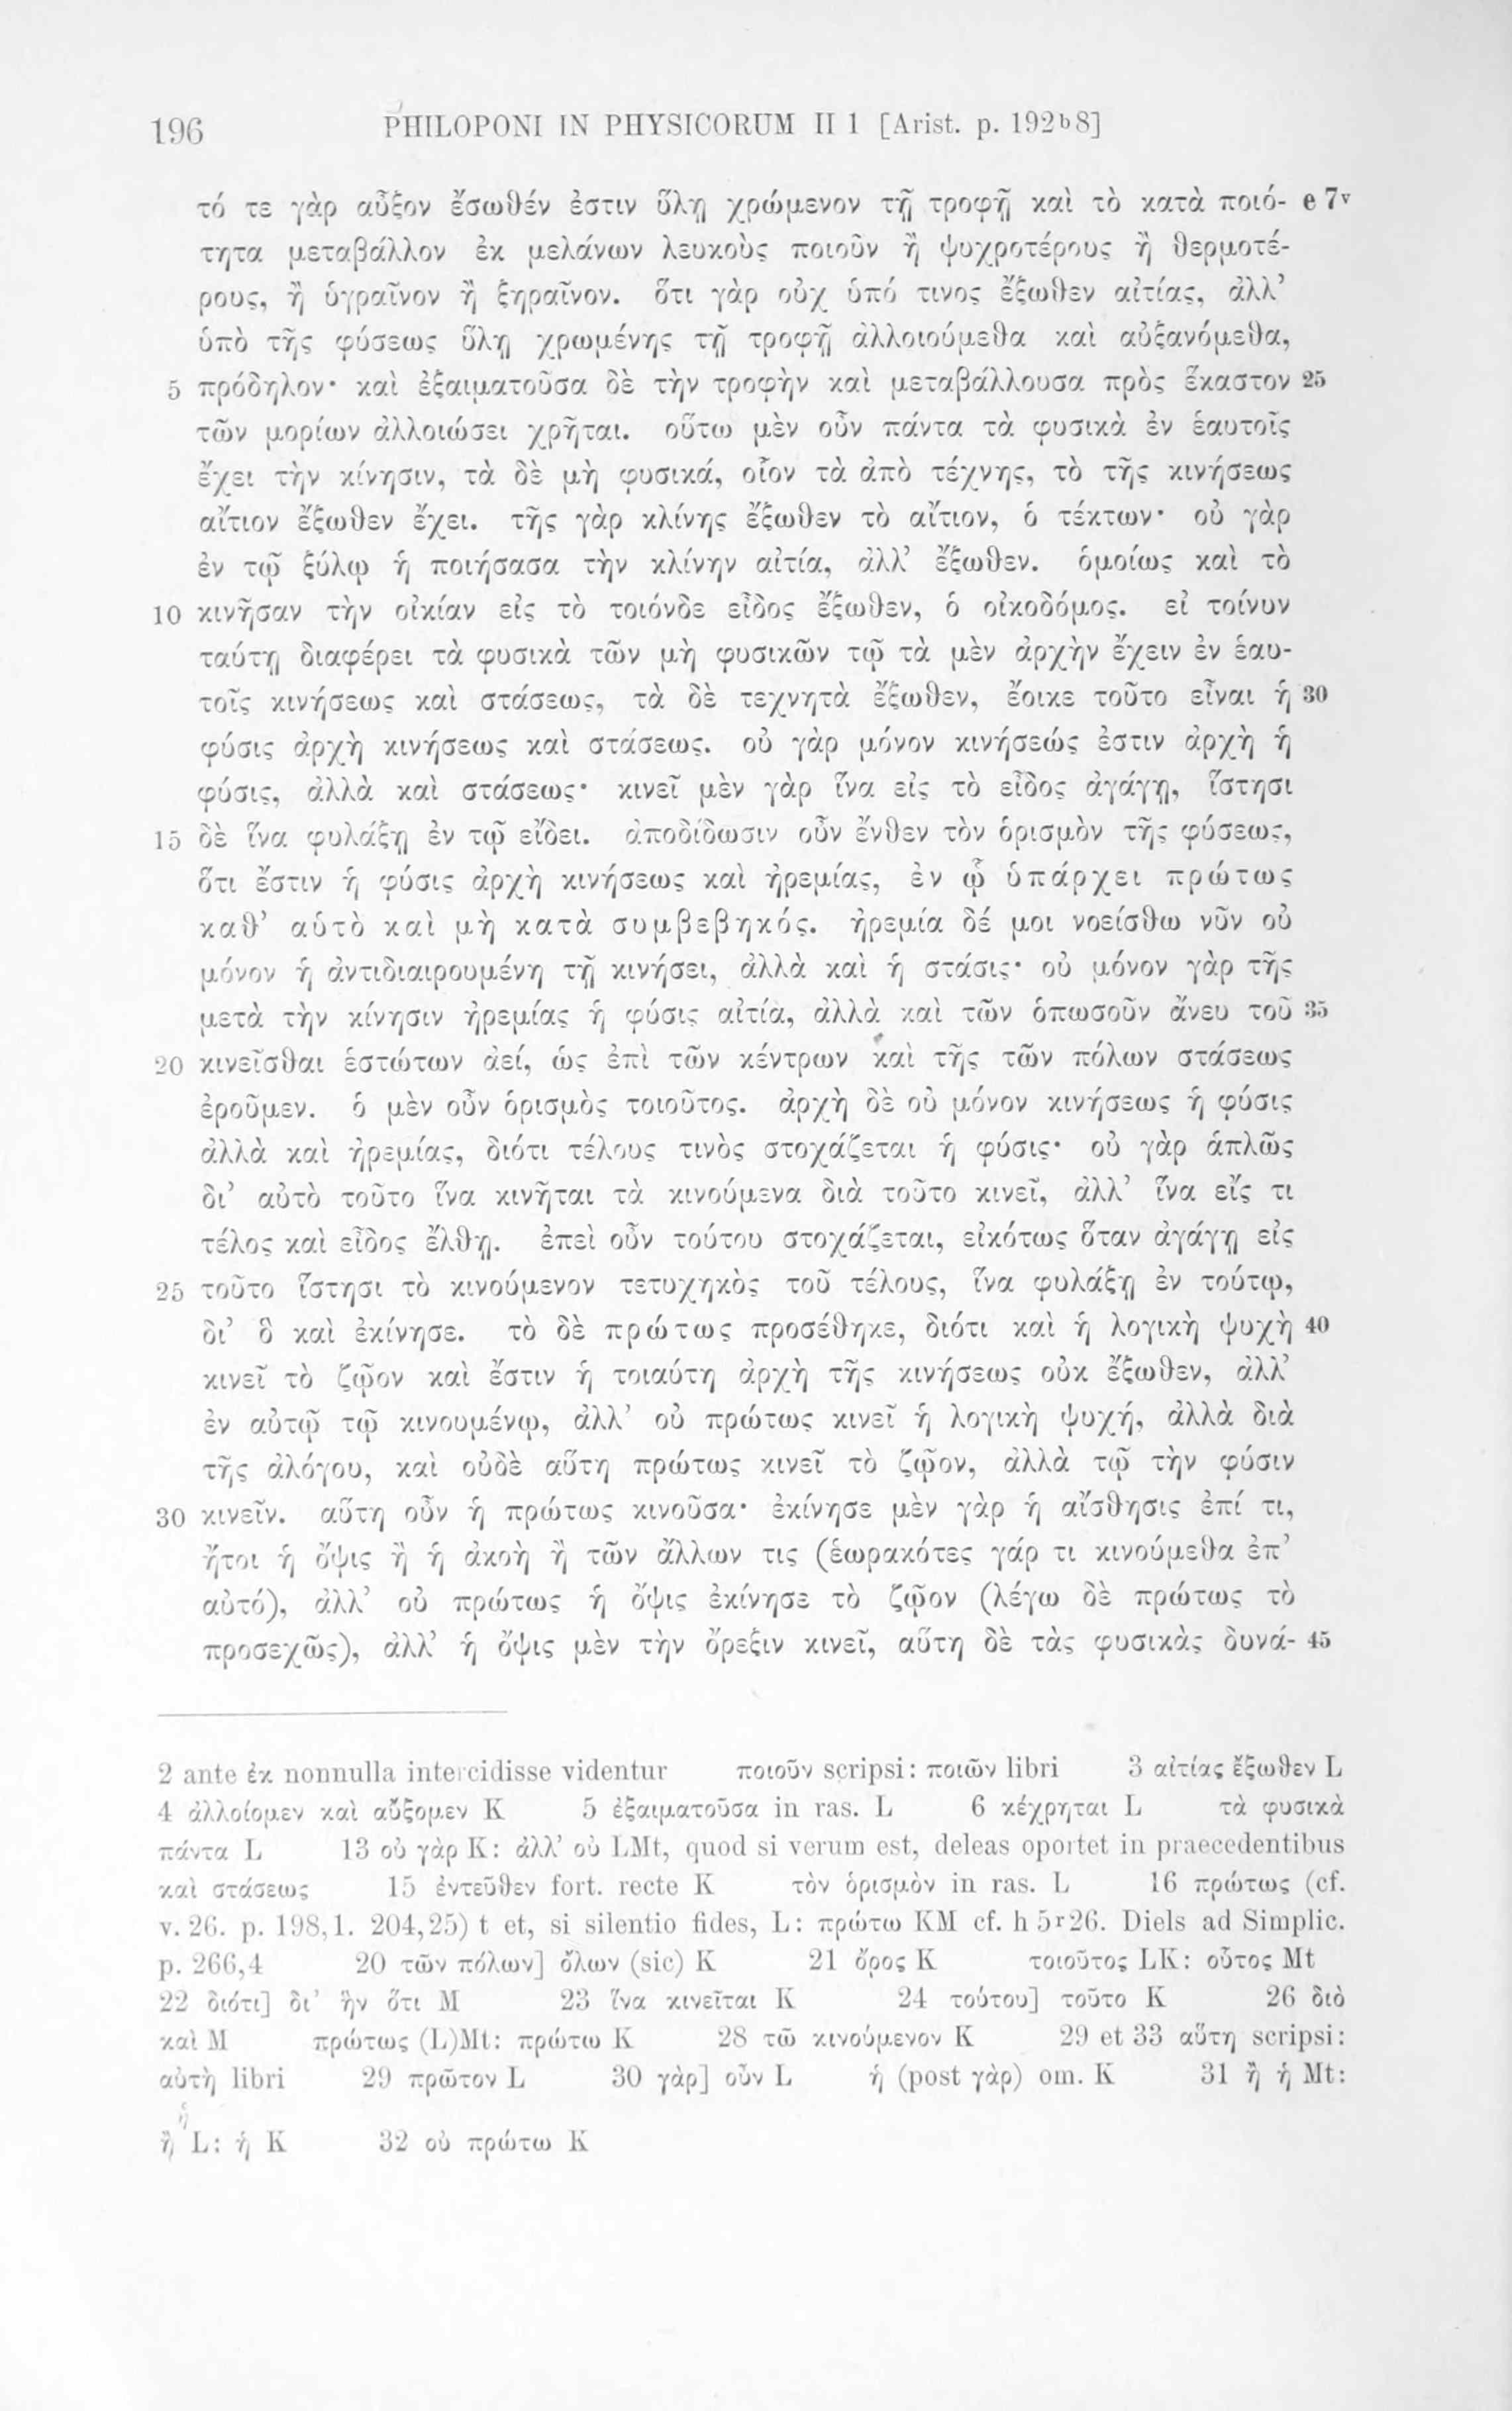 196 PHILOPONI IN PHYSICORUM II 1 [Arist. p. 192b8]
τό τε γὰρ αὖξον ἔσωθέν ἐστιν ὕλῃ χρώμενον τῇ τροφῇ καὶ τὸ κατὰ ποιό- e 7v
τητα μεταβάλλον ἐκ μελάνων λευκοὺς ποιοῦν ἢ ψυχροτέρους ἢ θερμοτέ-
ρους, ἢ ὑγραῖνον ἢ ξηραῖνον. ὅτι γὰρ οὐχ ὑπό τινος ἔξωθεν αἰτίας, ἀλλ’
ὑπὸ τῆς φύσεως ὕλῃ χρωμένης τῇ τροφῇ ἀλλοιούμεθα καὶ αὐξανόμεθα,
5 πρόδηλον· καὶ ἐξαιματοῦσα δὲ τὴν τροφὴν καὶ μεταβάλλουσα πρὸς ἕκαστον 25
τῶν μορίων ἀλλοιώσει χρῆται. οὕτω μὲν οὖν πάντα τὰ φυσικὰ ἐν ἑαυτοῖς
ἔχει τὴν κίνησιν, τὰ δὲ μὴ φυσικά, οἷον τὰ ἀπὸ τέχνης, τὸ τῆς κινήσεως
αἴτιον ἔξωθεν ἔχει. τῆς γὰρ κλίνης ἔξωθεν τὸ αἴτιον, ὁ τέκτων· οὐ γὰρ
ἐν τῷ ξύλῳ ἡ ποιήσασα τὴν κλίνην αἰτία, ἀλλ’ ἔξωθεν. ὁμοίως καὶ τὸ
10 κινῆσαν τὴν οἰκίαν εἰς τὸ τοιόνδε εἶδος ἔξωθεν, ὁ οἰκοδόμος. εἰ τοίνυν
ταύτῃ διαφέρει τὰ φυσικὰ τῶν μὴ φυσικῶν τῷ τὰ μὲν ἀρχὴν ἔχειν ἐν ἑαυ-
τοῖς κινήσεως καὶ στάσεως, τὰ δὲ τεχνητὰ ἔξωθεν, ἔοικε τοῦτο εἶναι ἡ 30
φύσις ἀρχὴ κινήσεως καὶ στάσεως. οὐ γὰρ μόνον κινήσεώς ἐστιν ἀρχὴ ἡ
φύσις, ἀλλὰ καὶ στάσεως· κινεῖ μὲν γὰρ ἵνα εἰς τὸ εἶδος ἀγάγῃ, ἵστησι
15 δὲ ἵνα φυλάξῃ ἐν τῷ εἴδει. ἀποδίδωσιν οὖν ἔνθεν τὸν ὁρισμὸν τῆς φύσεως,
ὅτι ἔστιν ἡ φύσις ἀρχὴ κινήσεως καὶ ἠρεμίας, ἐν ᾧ ὑπάρχει πρώτως
καθ’ αὑτὸ καὶ μὴ κατὰ συμβεβηκός. ἠρεμία δέ μοι νοείσθω νῦν οὐ
μόνον ἡ ἀντιδιαιρουμένη τῇ κινήσει, ἀλλὰ καὶ ἡ στάσις· οὐ μόνον γὰρ τῆς
μετὰ τὴν κίνησιν ἠρεμίας ἡ φύσις αἰτία, ἀλλὰ καὶ τῶν ὁπωσοῦν ἄνευ τοῦ 35
20 κινεῖσθαι ἑστώτων ἀεί, ὡς ἐπὶ τῶν κέντρων καὶ τῆς τῶν πόλων στάσεως
ἐροῦμεν. ὁ μὲν οὖν ὁρισμὸς τοιοῦτος. ἀρχὴ δὲ οὐ μόνον κινήσεως ἡ φύσις
ἀλλὰ καὶ ἠρεμίας, διότι τέλους τινὸς στοχάζεται ἡ φύσις· οὐ γὰρ ἁπλῶς
δι’ αὐτὸ τοῦτο ἵνα κινῆται τὰ κινούμενα διὰ τοῦτο κινεῖ, ἀλλ’ ἵνα εἴς τι
τέλος καὶ εἶδος ἔλθῃ. ἐπεὶ οὖν τούτου στοχάζεται, εἰκότως ὅταν ἀγάγῃ εἰς
25 τοῦτο ἵστησι τὸ κινούμενον τετυχηκὸς τοῦ τέλους, ἵνα φυλάξῃ ἐν τούτῳ,
δι’ ὃ καὶ ἐκίνησε. τὸ δὲ πρώτως προσέθηκε, διότι καὶ ἡ λογικὴ ψυχὴ 40
κινεῖ τὸ ζῷον καὶ ἔστιν ἡ τοιαύτη ἀρχὴ τῆς κινήσεως οὐκ ἔξωθεν, ἀλλ’
ἐν αὐτῷ τῷ κινουμένῳ, ἀλλ’ οὐ πρώτως κινεῖ ἡ λογικὴ ψυχή, ἀλλὰ διὰ
τῆς ἀλόγου, καὶ οὐδὲ αὕτη πρώτως κινεῖ τὸ ζῷον, ἀλλὰ τῷ τὴν φύσιν
30 κινεῖν. αὕτη οὖν ἡ πρώτως κινοῦσα· ἐκίνησε μὲν γὰρ ἡ αἴσθησις ἐπί τι,
ἤτοι ἡ ὄψις ἢ ἡ ἀκοὴ ἢ τῶν ἄλλων τις (ἑωρακότες γάρ τι κινούμεθα ἐπ’
αὐτό), ἀλλ’ οὐ πρώτως ἡ ὄψις ἐκίνησε τὸ ζῷον (λέγω δὲ πρώτως τὸ
προσεχῶς), ἀλλ’ ἡ ὄψις μὲν τὴν ὄρεξιν κινεῖ, αὕτη δὲ τὰς φυσικὰς δυνά- 45
2 ante ἐκ nonnulla intercidisse videntur ποιοῦν scripsi: ποιῶν libri 3 αἰτίας ἔξωθεν L
4 ἀλλοίομεν καὶ αὔξομεν K 5 ἐξαιματοῦσα in ras. L 6 κέχρηται L τὰ φυσικὰ
πάντα L 13 οὐ γὰρ K: ἀλλ’ οὐ LMt, quod si verum est, deleas oportet in praecedentibus
καὶ στάσεως 15 ἐντεῦθεν fort. recte K τὸν ὁρισμὸν in ras. L 16 πρώτως (cf.
v. 26. p. 198,1. 204,25) t et, si silentio fides, L: πρώτω KM cf. h 5r26. Diels ad Simplic.
p. 266,4 20 τῶν πόλων] ὅλων (sic) K 21 ὅρος K τοιοῦτος LK: οὗτος Mt
22 διότι] δι’ ἣν ὅτι M 23 ἵνα κινεῖται K 24 τούτου] τοῦτο K 26 διὸ
καὶ M πρώτως (L)Mt: πρώτω K 28 τῶ κινούμενον K 29 et 33 αὕτη scripsi:
αὐτὴ libri 29 πρῶτον L 30 γὰρ] οὖν L ἡ (post γὰρ) om. K 31 ἢ ἡ Mt:
ἡ
ἢ L: ἡ K 32 οὐ πρώτω K